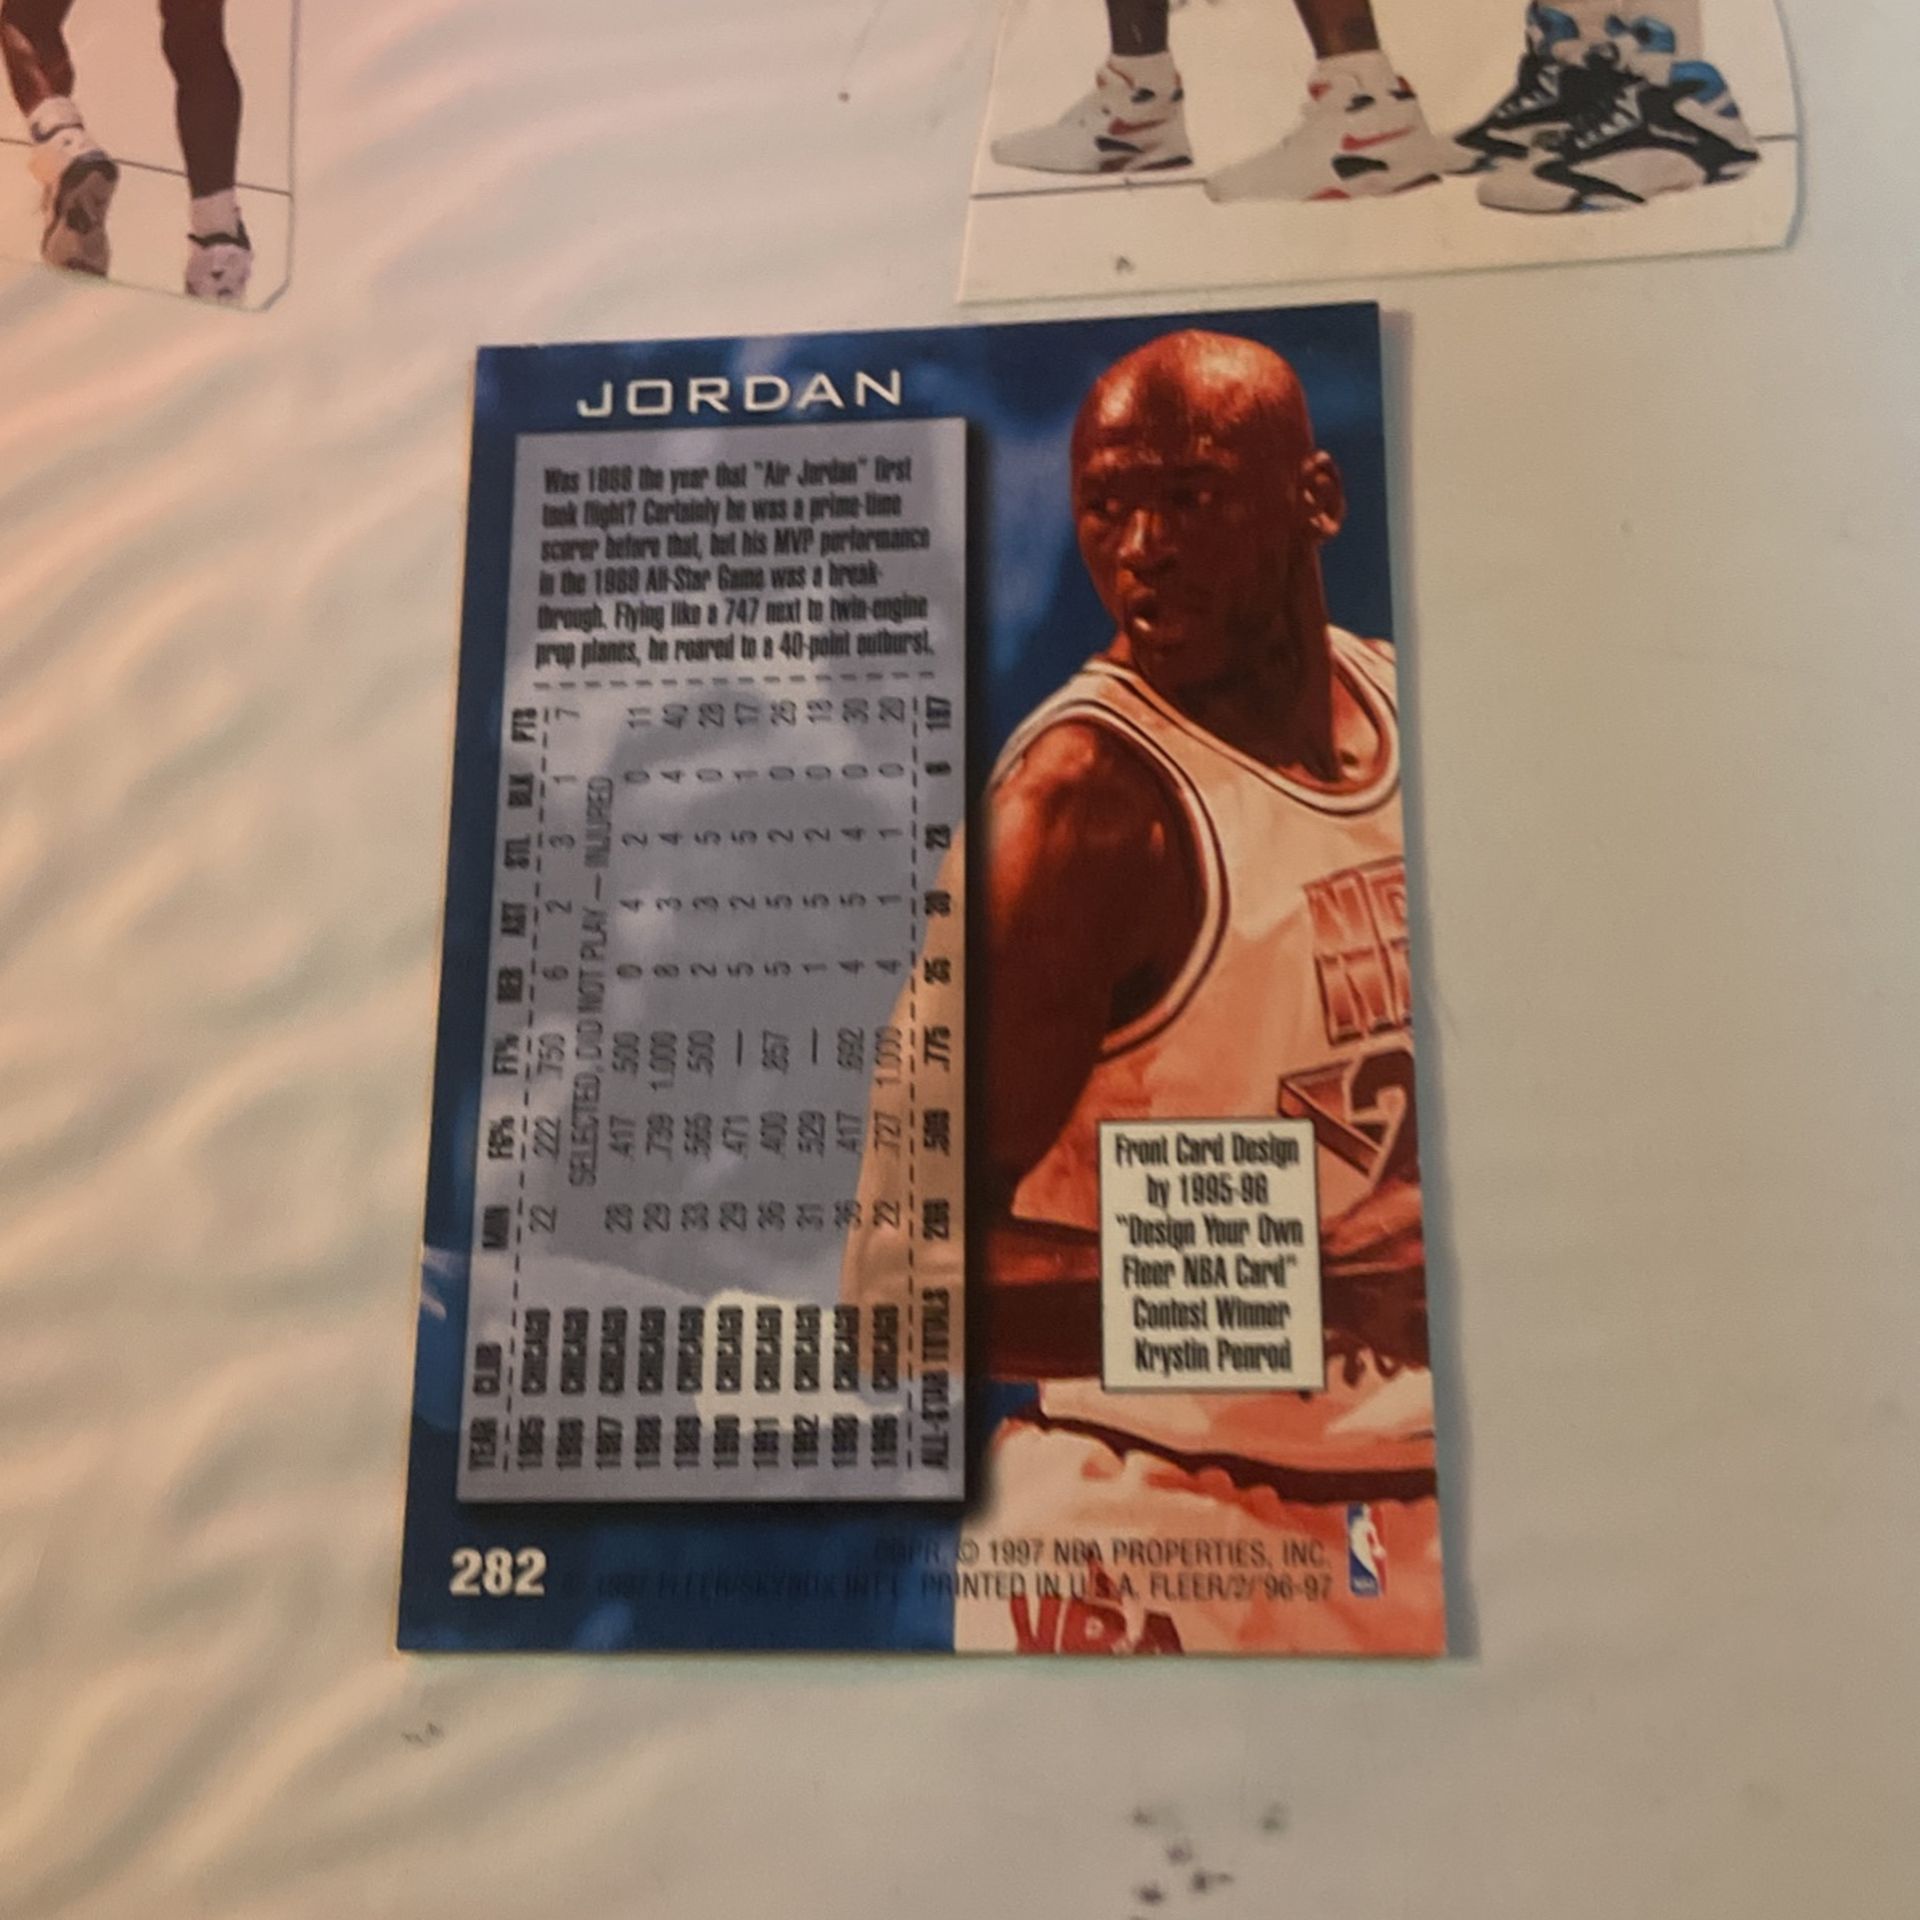 JORDAN
Was 1988 the year that "Air Jordan" first
took flight? Certainly he was a prime-time
scorer before that, but his MVP performance
in the 1988 All-Star Game was a break-
through. Flying like a 747 next to twin-engine
prop planes, he roared to a 40-point outburst.
YEAR CLUB MIN FG% FT% REB AST STL BLK PTS
1985 CHICAGO 22 .222 .750 6 2 3 1 7
1986 CHICAGO SELECTED, DID NOT PLAY — INJURED
1987 CHICAGO 28 .417 .500 0 4 2 0 11
1988 CHICAGO 29 .739 1.000 8 3 4 4 40
1989 CHICAGO 33 .565 .500 2 3 5 0 28
1990 CHICAGO 29 .471 — 5 2 5 1 17
1991 CHICAGO 36 .400 .857 5 5 2 0 26
1992 CHICAGO 31 .529 — 1 5 2 0 18
1993 CHICAGO 36 .417 .692 4 5 4 0 30
1996 CHICAGO 22 .727 1.000 4 1 1 0 20
ALL-STAR TOTALS 266 .775 35 30 6 197
Front Card Design
by 1995-96
"Design Your Own
Fleer NBA Card"
Contest Winner
Krystin Penrod
282
© 1997 NBA PROPERTIES, INC.
© 1997 FLEER/SKYBOX INT'L. PRINTED IN U.S.A. FLEER/2/'96-97
NBA